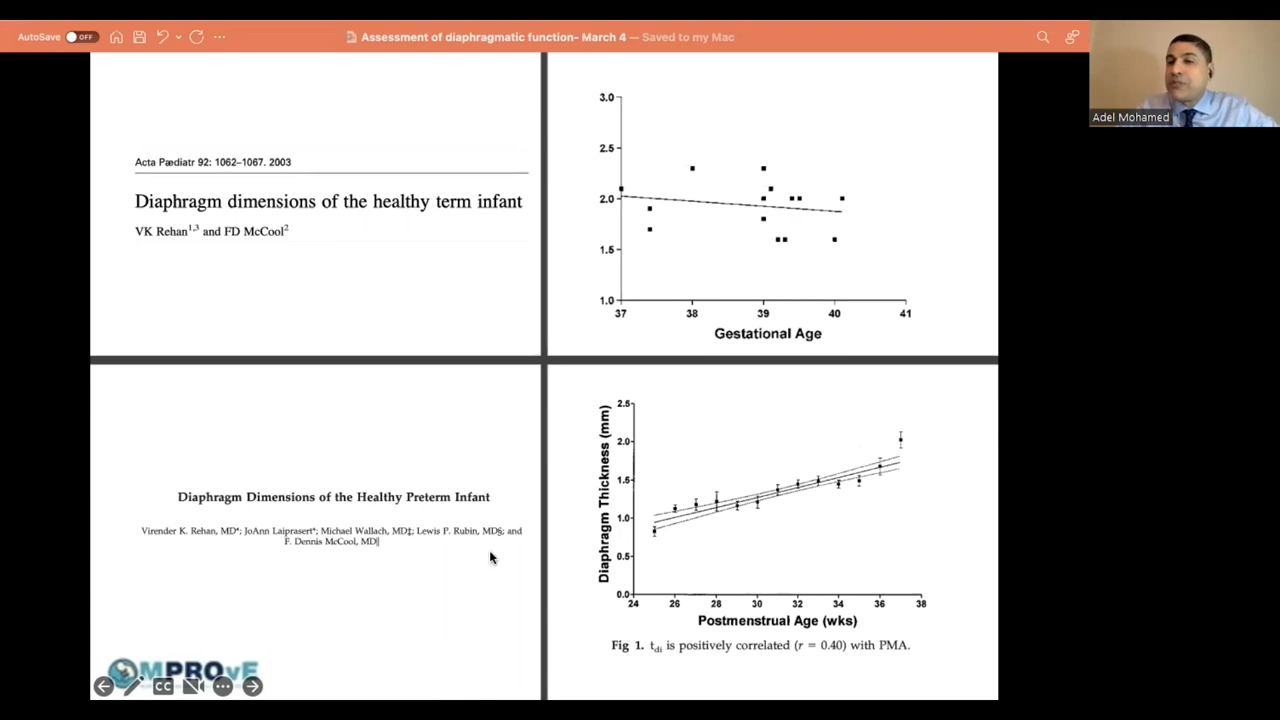 AutoSave OFF
Assessment of diaphragmatic function- March 4 — Saved to my Mac
Adel Mohamed
Acta Pædiatr 92: 1062–1067. 2003
Diaphragm dimensions of the healthy term infant
VK Rehan1,3 and FD McCool2
3.0
2.5
2.0
1.5
1.0
37 38 39 40 41
Gestational Age
Diaphragm Dimensions of the Healthy Preterm Infant
Virender K. Rehan, MD*; JoAnn Laiprasert*; Michael Wallach, MD‡; Lewis P. Rubin, MD§; and
F. Dennis McCool, MD||
Diaphragm Thickness (mm)
2.5
2.0
1.5
1.0
0.5
0.0
24 26 28 30 32 34 36 38
Postmenstrual Age (wks)
Fig 1. tdi is positively correlated (r = 0.40) with PMA.
MPROvE
CC